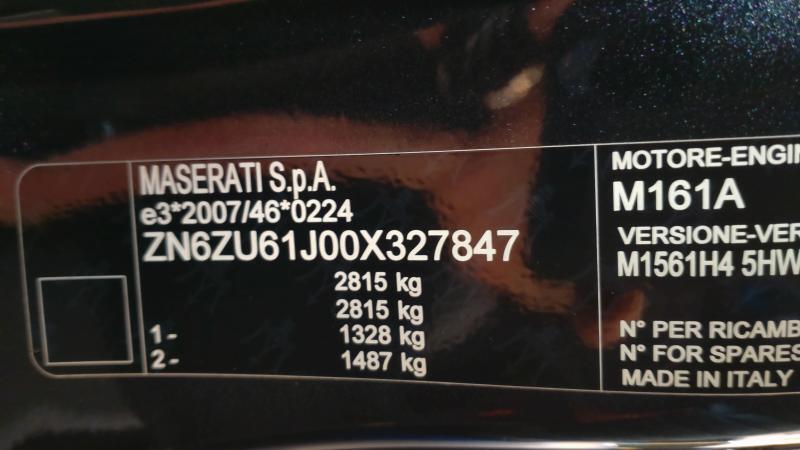 MASERATI S.p.A.
e3*2007/46*0224
ZN6ZU61J00X327847
2815 kg
2815 kg
1- 1328 kg
2- 1487 kg
MOTORE-ENGIN
M161A
VERSIONE-VER
M1561H4 5HW
N° PER RICAMB
N° FOR SPARES
MADE IN ITALY